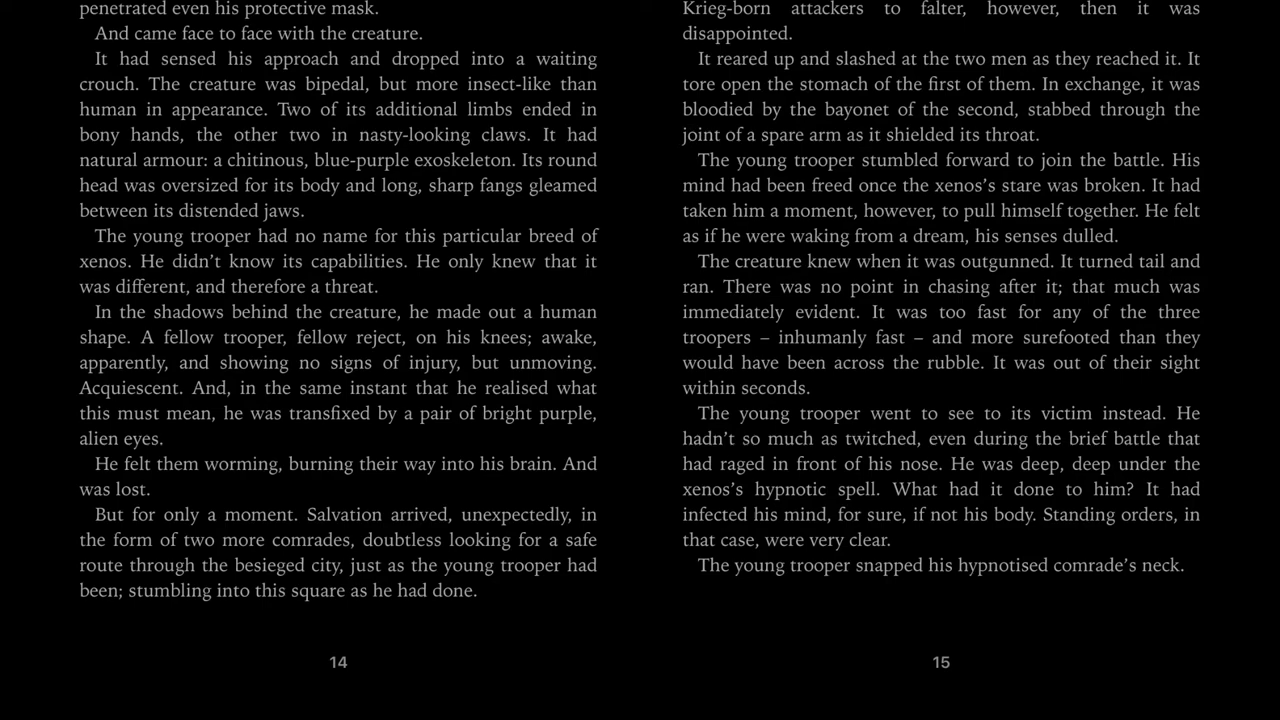 penetrated even his protective mask.
And came face to face with the creature.
It had sensed his approach and dropped into a waiting
crouch. The creature was bipedal, but more insect-like than
human in appearance. Two of its additional limbs ended in
bony hands, the other two in nasty-looking claws. It had
natural armour: a chitinous, blue-purple exoskeleton. Its round
head was oversized for its body and long, sharp fangs gleamed
between its distended jaws.
The young trooper had no name for this particular breed of
xenos. He didn’t know its capabilities. He only knew that it
was different, and therefore a threat.
In the shadows behind the creature, he made out a human
shape. A fellow trooper, fellow reject, on his knees; awake,
apparently, and showing no signs of injury, but unmoving.
Acquiescent. And, in the same instant that he realised what
this must mean, he was transfixed by a pair of bright purple,
alien eyes.
He felt them worming, burning their way into his brain. And
was lost.
But for only a moment. Salvation arrived, unexpectedly, in
the form of two more comrades, doubtless looking for a safe
route through the besieged city, just as the young trooper had
been; stumbling into this square as he had done.
14
Krieg-born attackers to falter, however, then it was
disappointed.
It reared up and slashed at the two men as they reached it. It
tore open the stomach of the first of them. In exchange, it was
bloodied by the bayonet of the second, stabbed through the
joint of a spare arm as it shielded its throat.
The young trooper stumbled forward to join the battle. His
mind had been freed once the xenos’s stare was broken. It had
taken him a moment, however, to pull himself together. He felt
as if he were waking from a dream, his senses dulled.
The creature knew when it was outgunned. It turned tail and
ran. There was no point in chasing after it; that much was
immediately evident. It was too fast for any of the three
troopers – inhumanly fast – and more surefooted than they
would have been across the rubble. It was out of their sight
within seconds.
The young trooper went to see to its victim instead. He
hadn’t so much as twitched, even during the brief battle that
had raged in front of his nose. He was deep, deep under the
xenos’s hypnotic spell. What had it done to him? It had
infected his mind, for sure, if not his body. Standing orders, in
that case, were very clear.
The young trooper snapped his hypnotised comrade’s neck.
15